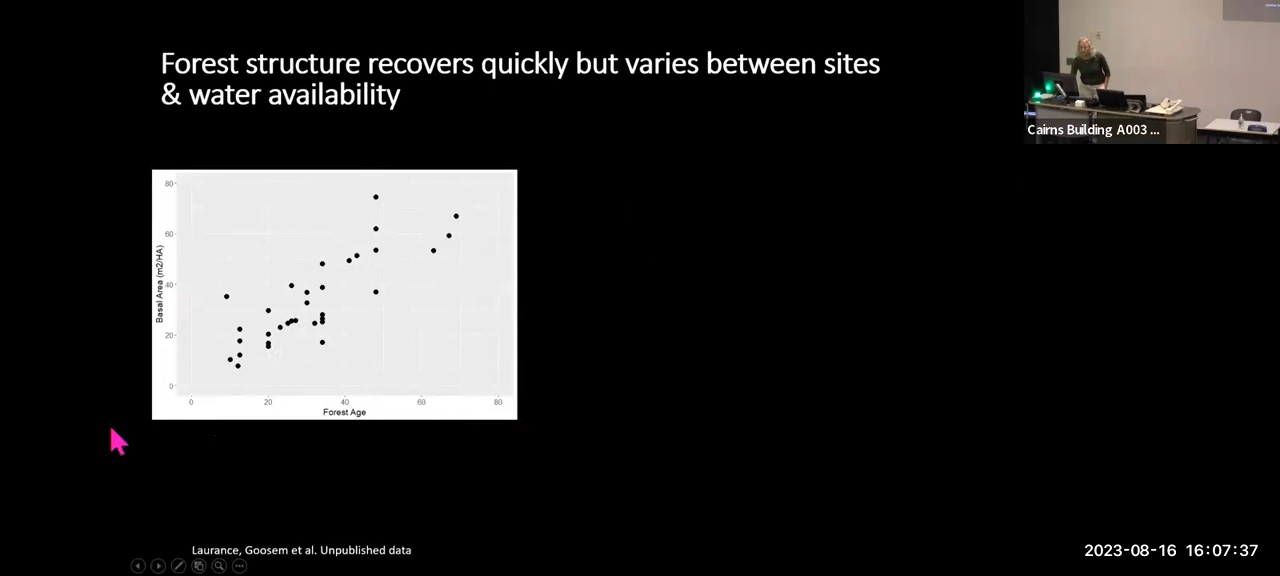 Forest structure recovers quickly but varies between sites
& water availability
Cairns Building A003 ...
80
60
40
20
0
Basal Area (m2/HA)
0 20 40 60 80
Forest Age
Laurance, Goosem et al. Unpublished data
2023-08-16 16:07:37